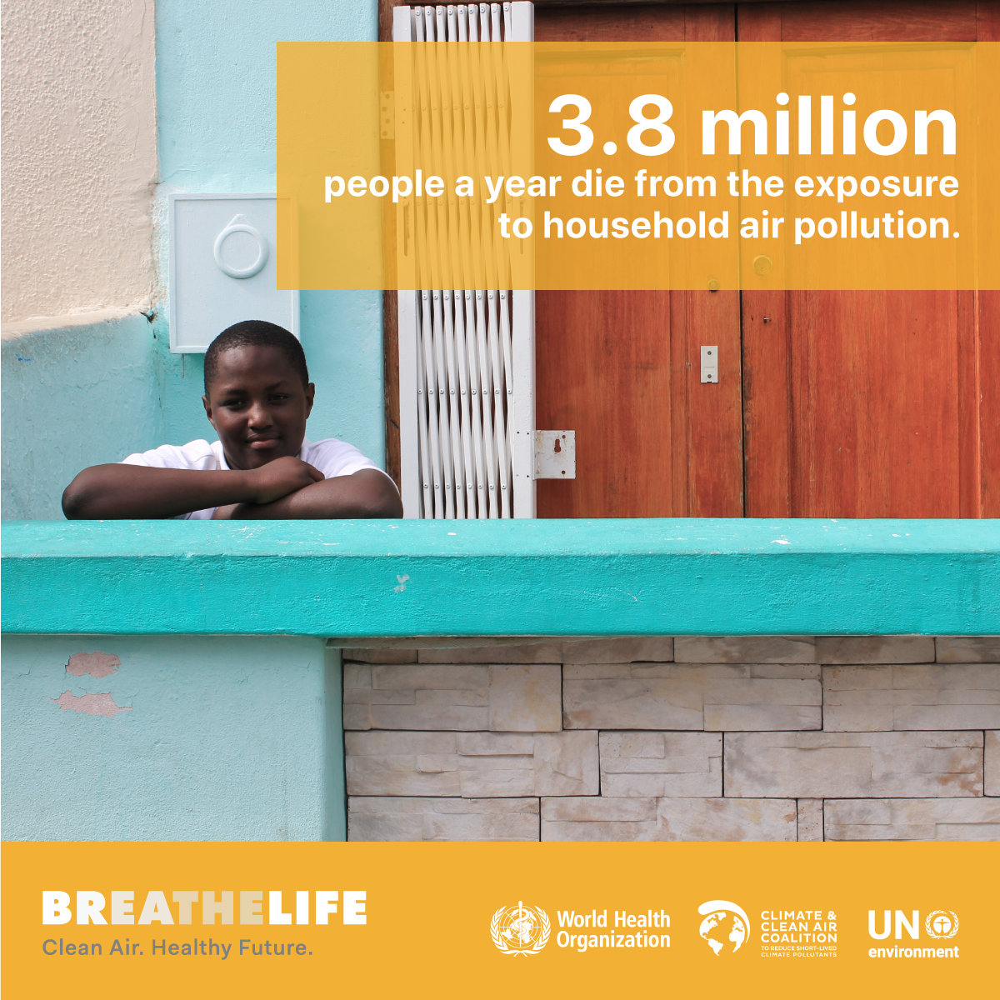 3.8 million
people a year die from the exposure
to household air pollution.
BREATHELIFE
Clean Air. Healthy Future.
World Health
Organization
CLIMATE &
CLEAN AIR
COALITION
TO REDUCE SHORT-LIVED
CLIMATE POLLUTANTS
UN
environment